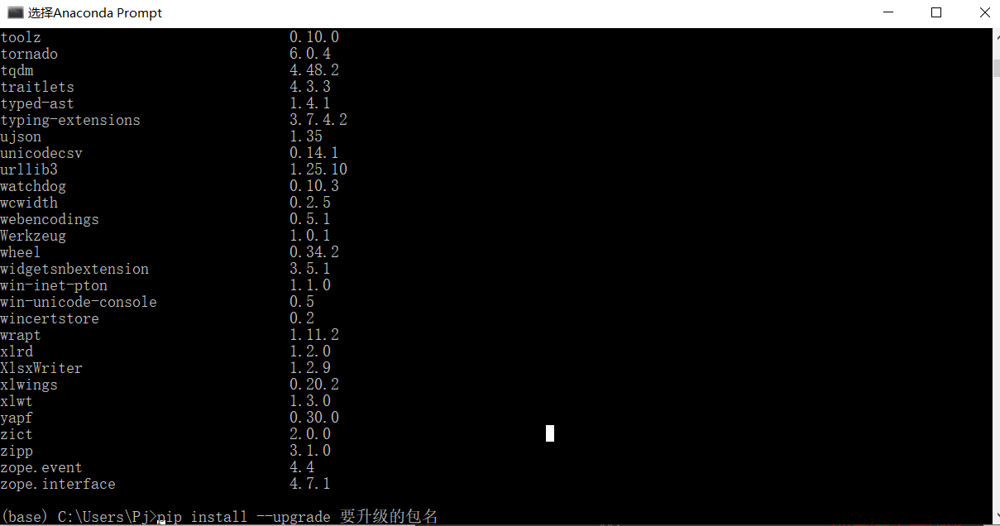 选择Anaconda Prompt
toolz 0.10.0
tornado 6.0.4
tqdm 4.48.2
traitlets 4.3.3
typed-ast 1.4.1
typing-extensions 3.7.4.2
ujson 1.35
unicodecsv 0.14.1
urllib3 1.25.10
watchdog 0.10.3
wcwidth 0.2.5
webencodings 0.5.1
Werkzeug 1.0.1
wheel 0.34.2
widgetsnbextension 3.5.1
win-inet-pton 1.1.0
win-unicode-console 0.5
wincertstore 0.2
wrapt 1.11.2
xlrd 1.2.0
XlsxWriter 1.2.9
xlwings 0.20.2
xlwt 1.3.0
yapf 0.30.0
zict 2.0.0
zipp 3.1.0
zope.event 4.4
zope.interface 4.7.1
(base) C:\Users\Pj>pip install --upgrade 要升级的包名